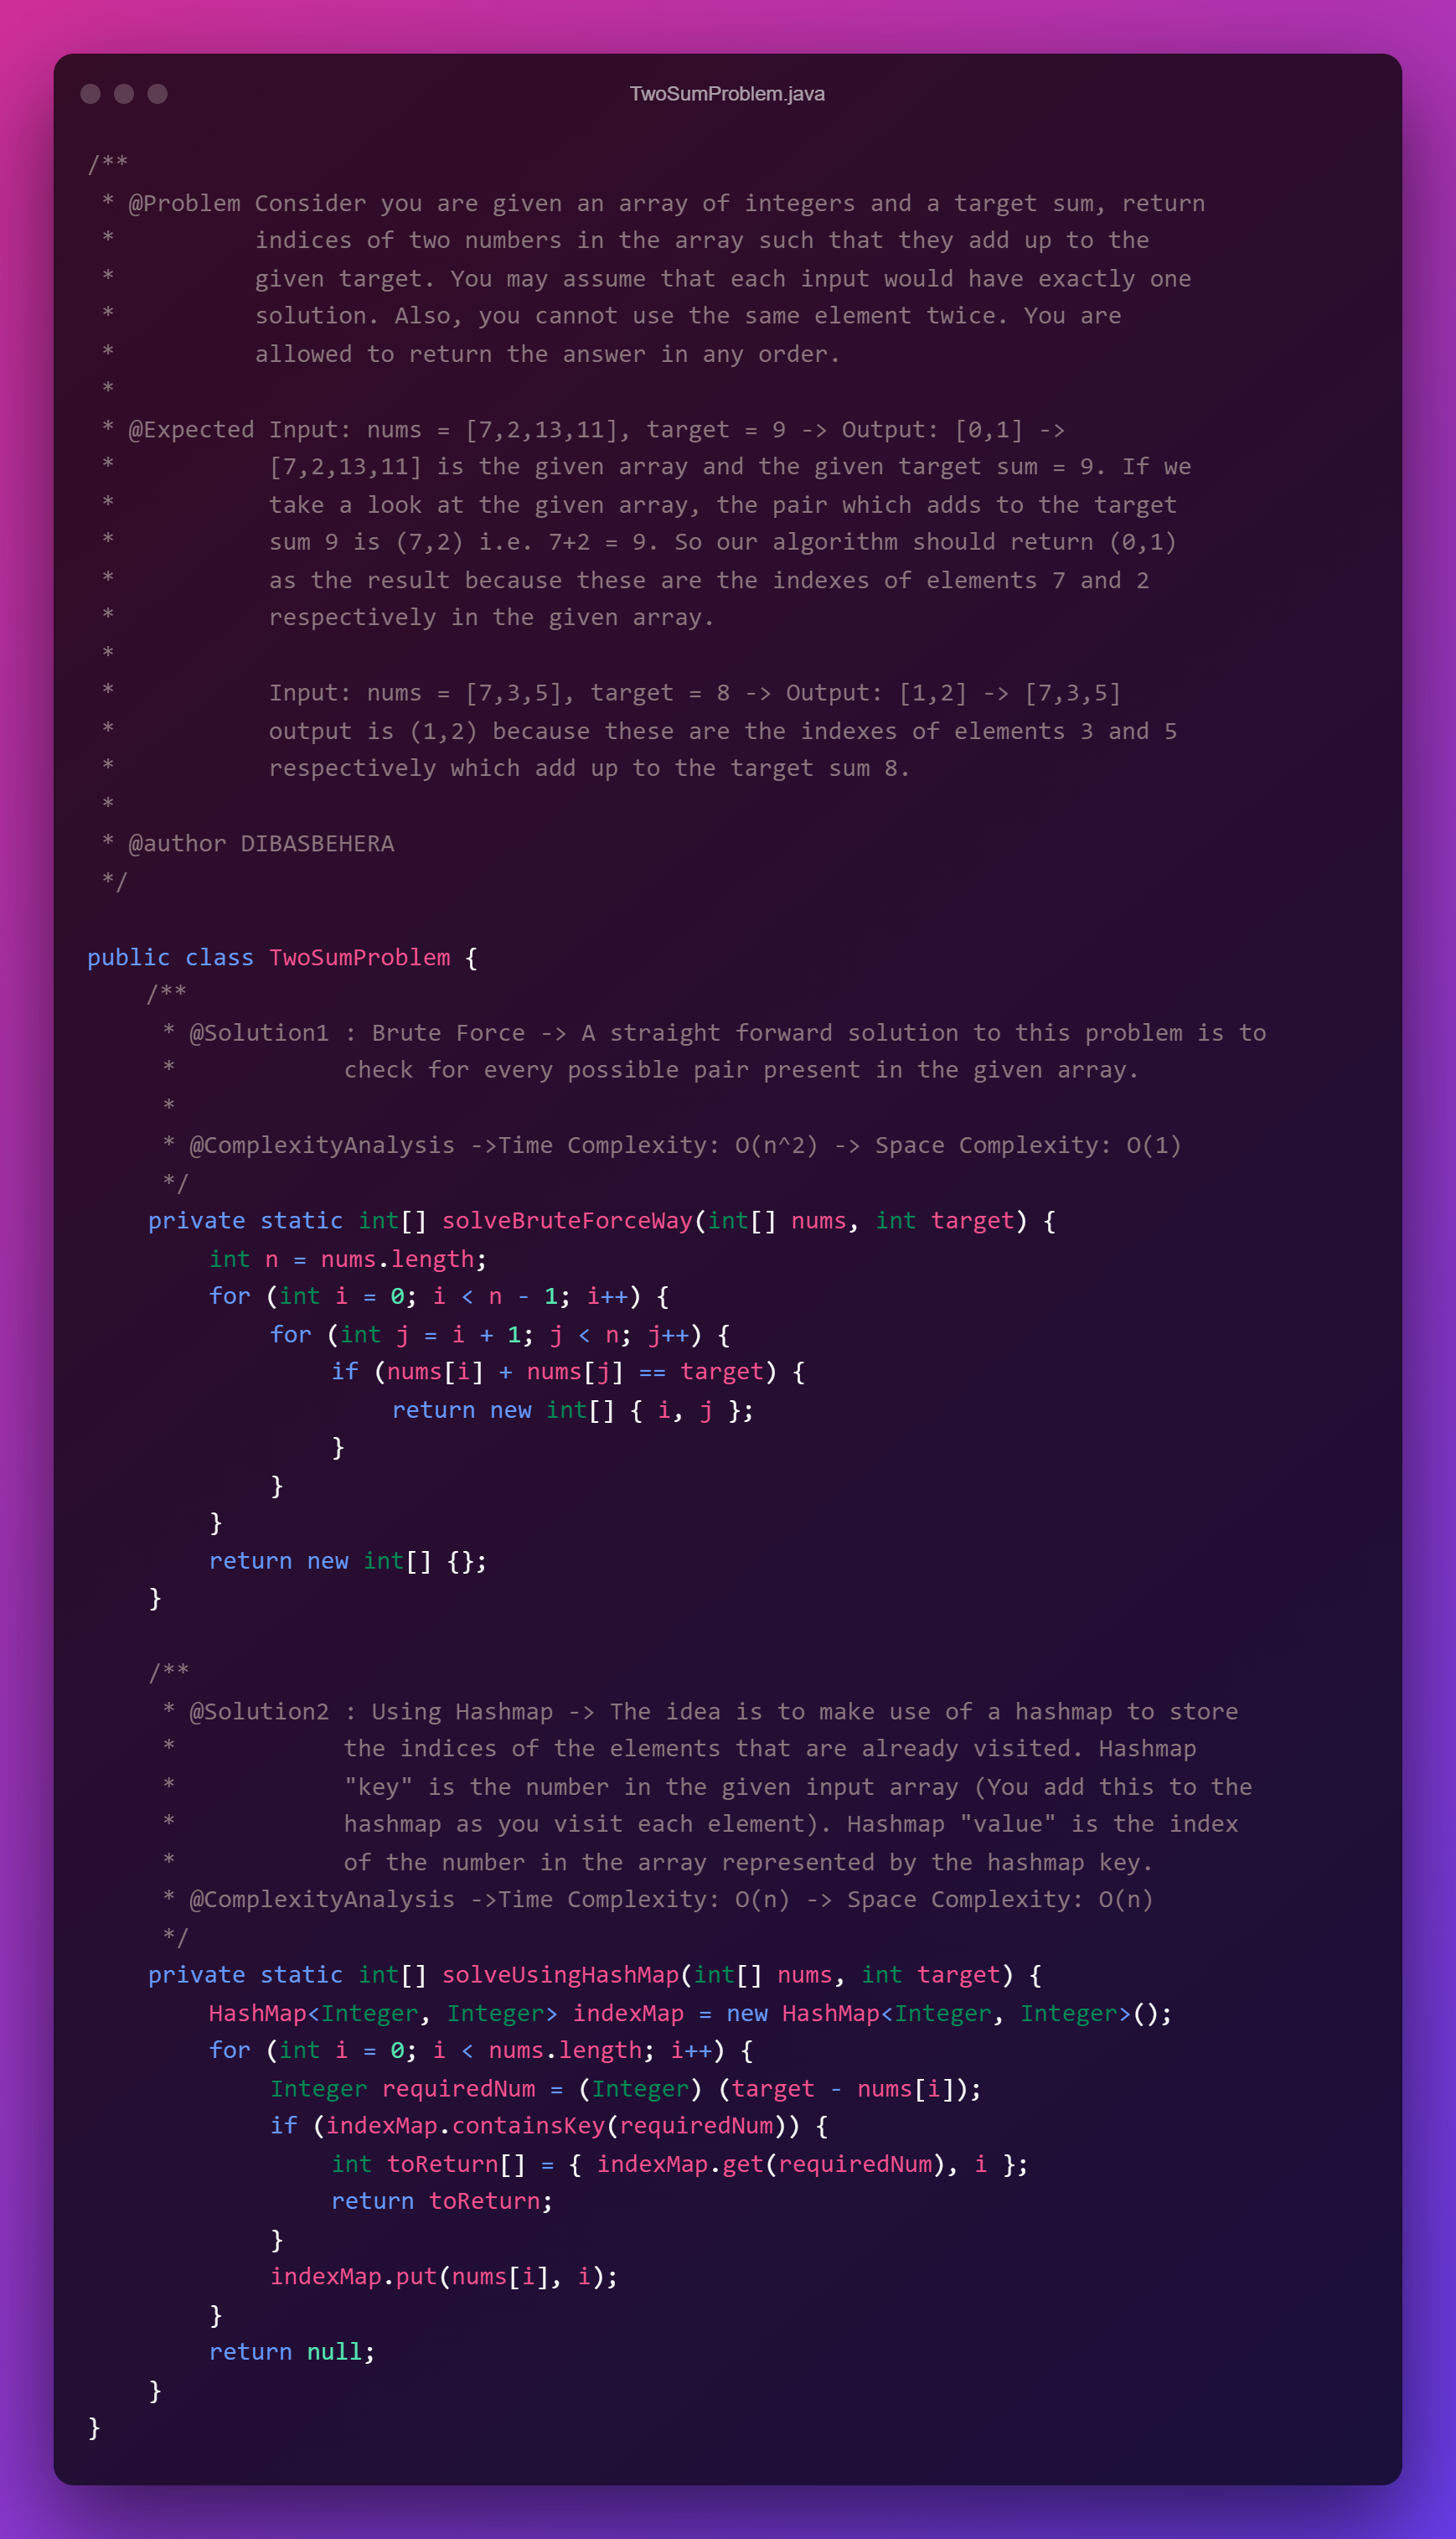 TwoSumProblem.java
/**
 * @Problem Consider you are given an array of integers and a target sum, return
 *          indices of two numbers in the array such that they add up to the
 *          given target. You may assume that each input would have exactly one
 *          solution. Also, you cannot use the same element twice. You are
 *          allowed to return the answer in any order.
 *
 * @Expected Input: nums = [7,2,13,11], target = 9 -> Output: [0,1] ->
 *           [7,2,13,11] is the given array and the given target sum = 9. If we
 *           take a look at the given array, the pair which adds to the target
 *           sum 9 is (7,2) i.e. 7+2 = 9. So our algorithm should return (0,1)
 *           as the result because these are the indexes of elements 7 and 2
 *           respectively in the given array.
 *
 *           Input: nums = [7,3,5], target = 8 -> Output: [1,2] -> [7,3,5]
 *           output is (1,2) because these are the indexes of elements 3 and 5
 *           respectively which add up to the target sum 8.
 *
 * @author DIBASBEHERA
 */

public class TwoSumProblem {
    /**
     * @Solution1 : Brute Force -> A straight forward solution to this problem is to
     *            check for every possible pair present in the given array.
     *
     * @ComplexityAnalysis ->Time Complexity: O(n^2) -> Space Complexity: O(1)
     */
    private static int[] solveBruteForceWay(int[] nums, int target) {
        int n = nums.length;
        for (int i = 0; i < n - 1; i++) {
            for (int j = i + 1; j < n; j++) {
                if (nums[i] + nums[j] == target) {
                    return new int[] { i, j };
                }
            }
        }
        return new int[] {};
    }

    /**
     * @Solution2 : Using Hashmap -> The idea is to make use of a hashmap to store
     *            the indices of the elements that are already visited. Hashmap
     *            "key" is the number in the given input array (You add this to the
     *            hashmap as you visit each element). Hashmap "value" is the index
     *            of the number in the array represented by the hashmap key.
     * @ComplexityAnalysis ->Time Complexity: O(n) -> Space Complexity: O(n)
     */
    private static int[] solveUsingHashMap(int[] nums, int target) {
        HashMap<Integer, Integer> indexMap = new HashMap<Integer, Integer>();
        for (int i = 0; i < nums.length; i++) {
            Integer requiredNum = (Integer) (target - nums[i]);
            if (indexMap.containsKey(requiredNum)) {
                int toReturn[] = { indexMap.get(requiredNum), i };
                return toReturn;
            }
            indexMap.put(nums[i], i);
        }
        return null;
    }
}